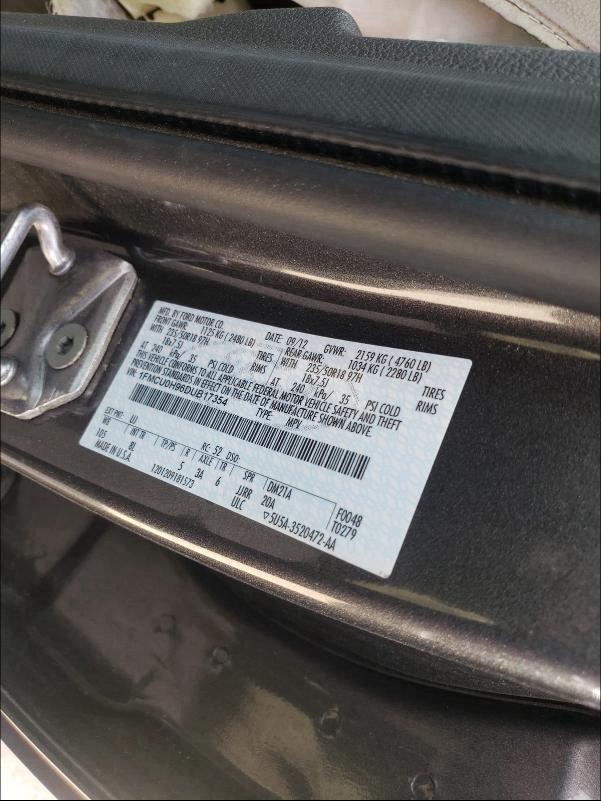 MFD. BY FORD MOTOR CO.
DATE: 09/12 GVWR: 2159 KG ( 4760 LB)
FRONT GAWR: 1125 KG ( 2480 LB) REAR GAWR: 1034 KG ( 2280 LB)
WITH 235/50R18 97H TIRES WITH 235/50R18 97H TIRES
18x7.5J RIMS 18x7.5J RIMS
AT 240 kPa/ 35 PSI COLD AT 240 kPa/ 35 PSI COLD
THIS VEHICLE CONFORMS TO ALL APPLICABLE FEDERAL MOTOR VEHICLE SAFETY AND THEFT
PREVENTION STANDARDS IN EFFECT ON THE DATE OF MANUFACTURE SHOWN ABOVE.
VIN: 1FMCU0H96DUB17354
TYPE: MPV
EXT PNT: UJ RC: 52 DSO: F0048
WB INT TR TP/PS R AXLE TR SPR DM21A T0279
105 BL 5 3A 6 JJRR 20A
MADE IN U.S.A. ULC
1201209181573 ▽5U5A-3520472-AA